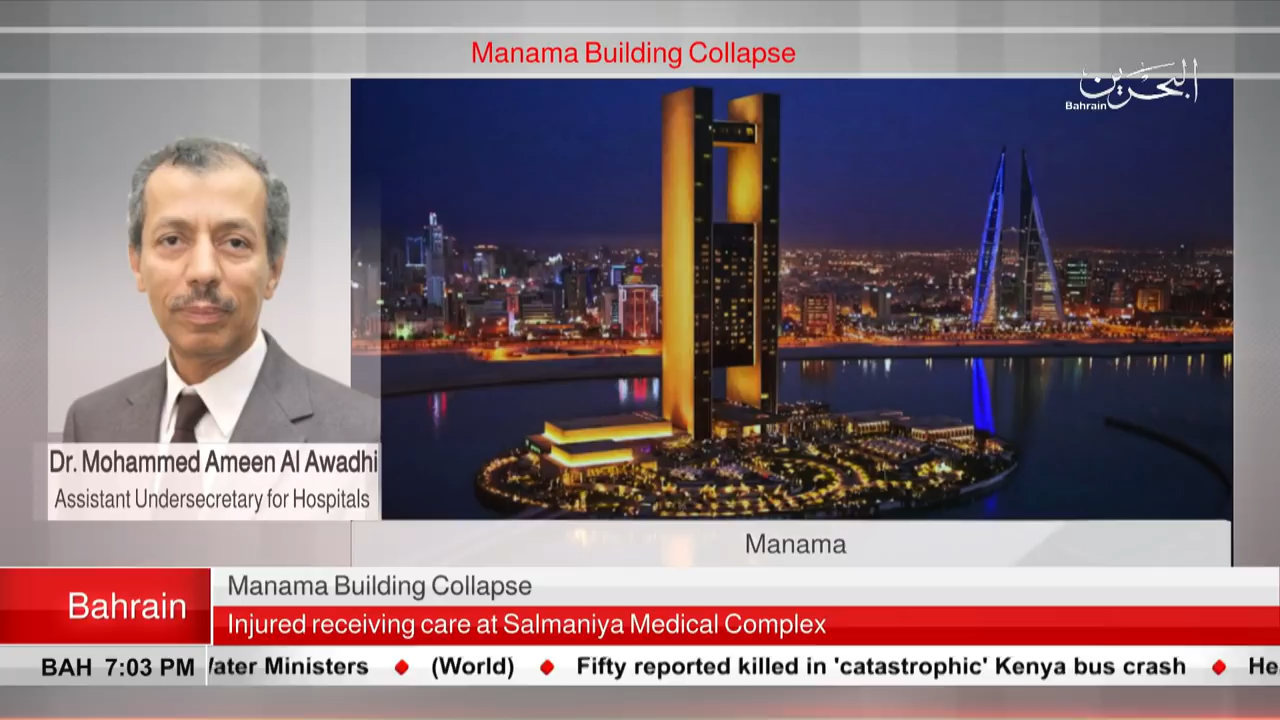 Manama Building Collapse
البحرين
Bahrain
Dr. Mohammed Ameen Al Awadhi
Assistant Undersecretary for Hospitals
Manama
Bahrain
Manama Building Collapse
Injured receiving care at Salmaniya Medical Complex
BAH 7:03 PM
Ministers ♦ (World) ♦ Fifty reported killed in 'catastrophic' Kenya bus crash ♦